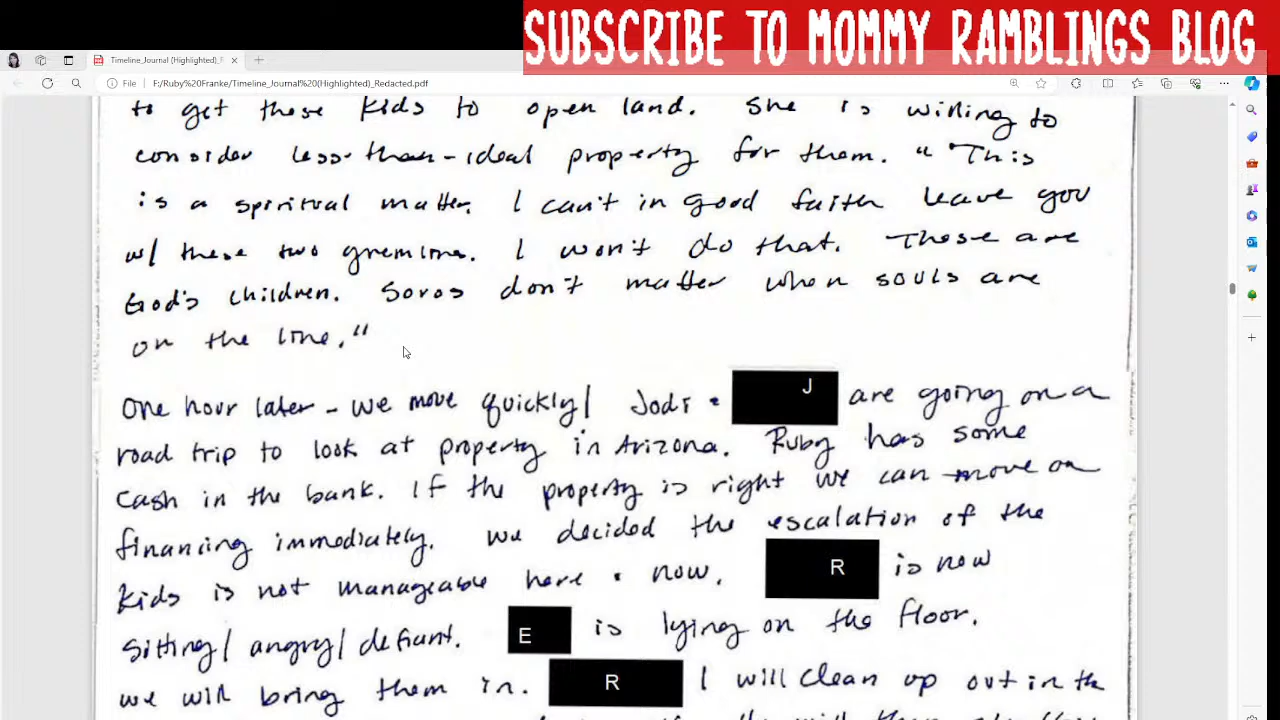 SUBSCRIBE TO MOMMY RAMBLINGS BLOG
Timeline_Journal (Highlighted)_F
File F:/Ruby%20Franke/Timeline_Journal%20(Highlighted)_Redacted.pdf
to get these kids to open land. She is willing to
consider less-than-ideal property for them. "This
is a spiritual matter. I can't in good faith leave you
w/ these two gremlins. I won't do that. These are
God's children. Soros don't matter when souls are
on the line."
One hour later - we move quickly/ Jodi + J are going on a
road trip to look at property in Arizona. Ruby has some
cash in the bank. If the property is right we can move on
financing immediately. We decided the escalation of the
kids is not manageable here + now. R is now
sitting/ angry/ defiant. E is lying on the floor.
we will bring them in. R I will clean up out in th